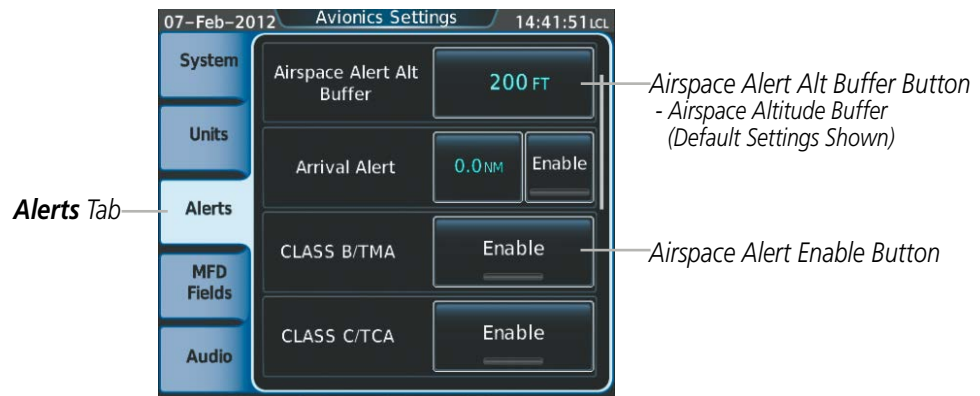 07–Feb–2012 Avionics Settings 14:41:51LCL
System
Airspace Alert Alt
Buffer
200 FT
Airspace Alert Alt Buffer Button
- Airspace Altitude Buffer
(Default Settings Shown)
Units
Arrival Alert
0.0NM
Enable
Alerts Tab
Alerts
CLASS B/TMA
Enable
Airspace Alert Enable Button
MFD
Fields
CLASS C/TCA
Enable
Audio